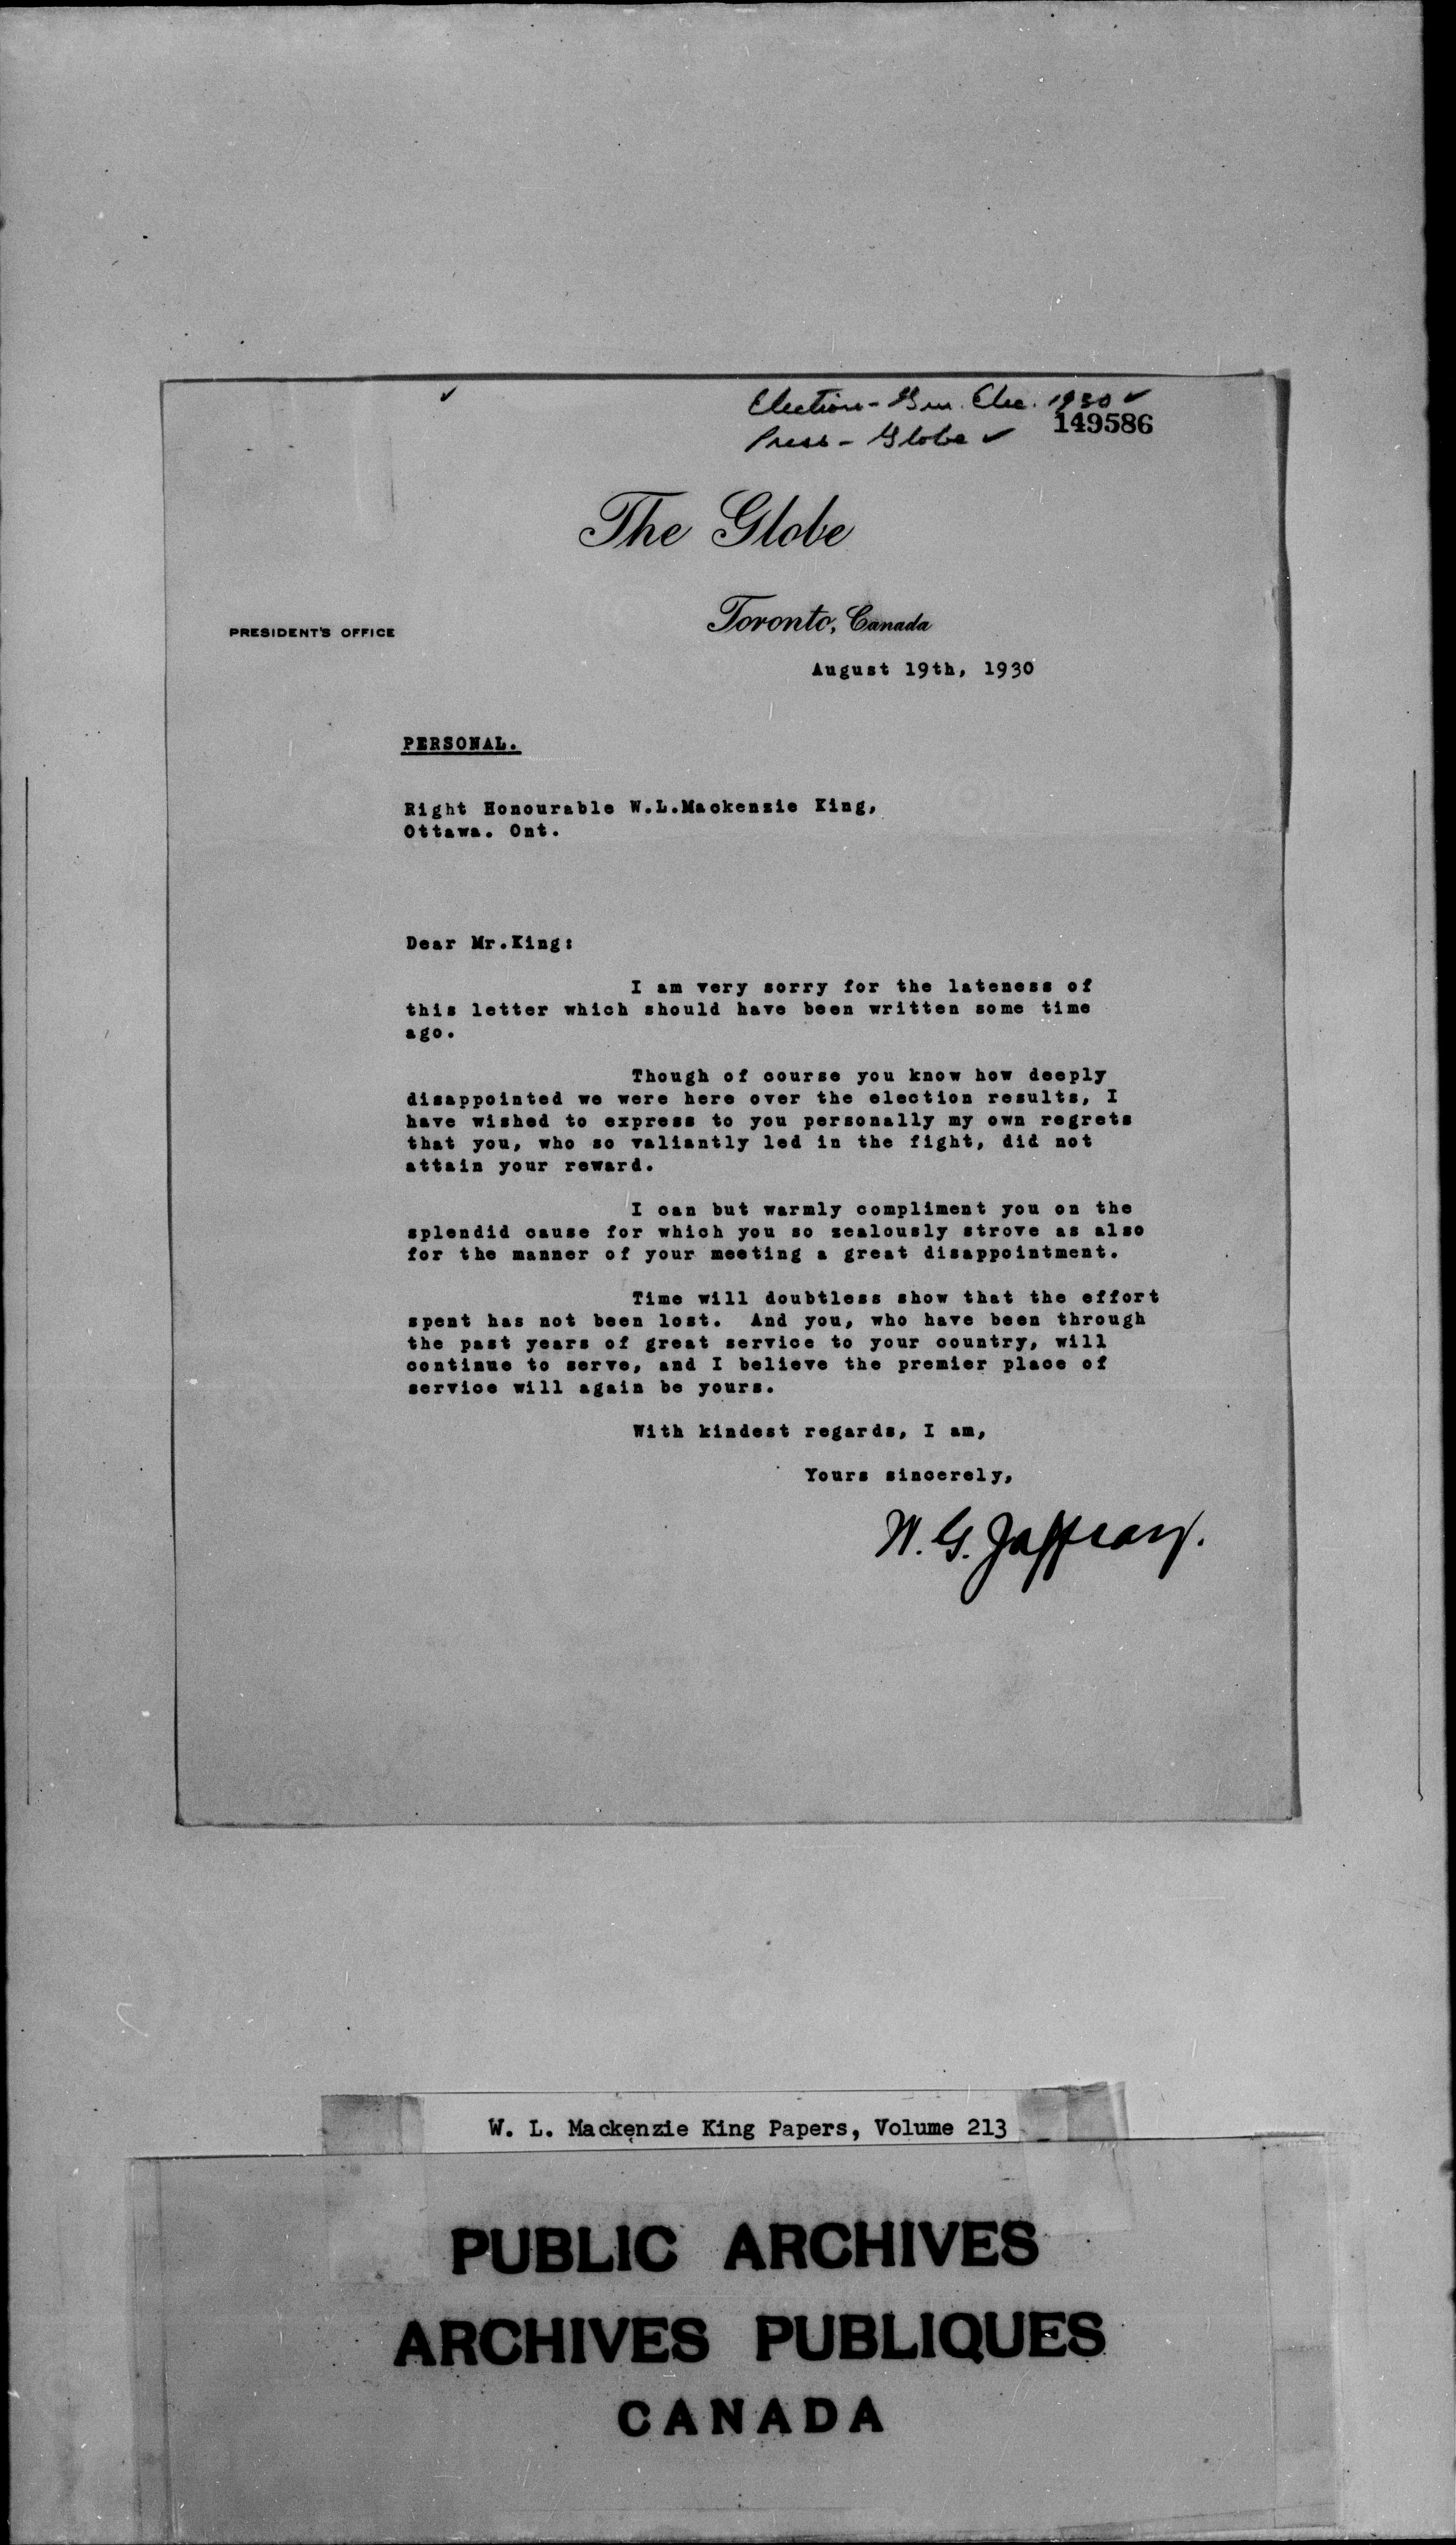 Election - Gen. Elec. 1930 ✓
149586
Press - Globe ✓
The Globe
Toronto, Canada
PRESIDENT'S OFFICE
August 19th, 1930
PERSONAL.
Right Honourable W.L.Mackenzie King,
Ottawa. Ont.
Dear Mr.King:
I am very sorry for the lateness of
this letter which should have been written some time
ago.
Though of course you know how deeply
disappointed we were here over the election results, I
have wished to express to you personally my own regrets
that you, who so valiantly led in the fight, did not
attain your reward.
I can but warmly compliment you on the
splendid cause for which you so zealously strove as also
for the manner of your meeting a great disappointment.
Time will doubtless show that the effort
spent has not been lost. And you, who have been through
the past years of great service to your country, will
continue to serve, and I believe the premier place of
service will again be yours.
With kindest regards, I am,
Yours sincerely,
W. G. Jaffray.
W. L. Mackenzie King Papers, Volume 213
PUBLIC ARCHIVES
ARCHIVES PUBLIQUES
CANADA